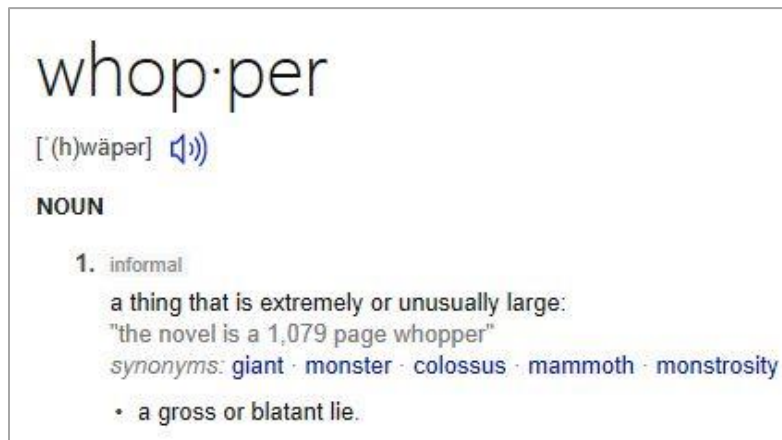 whop·per
[ˈ(h)wäpər]
NOUN
1. informal
a thing that is extremely or unusually large:
"the novel is a 1,079 page whopper"
synonyms: giant · monster · colossus · mammoth · monstrosity
• a gross or blatant lie.